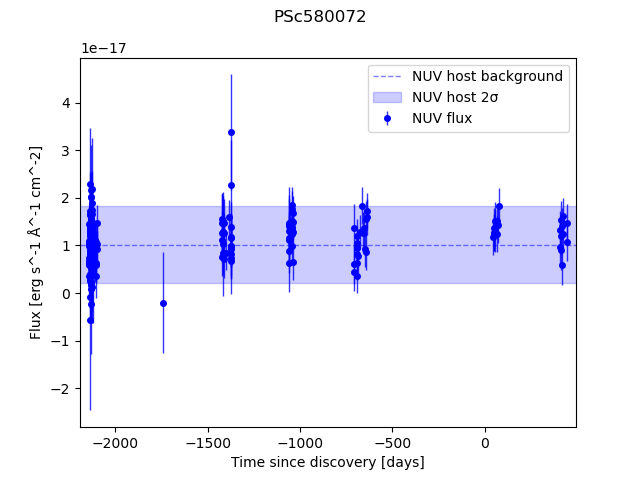 PSc580072
1e−17
NUV host background
NUV host 2σ
NUV flux
Flux [erg s^-1 Å^-1 cm^-2]
4
3
2
1
0
−1
−2
−2000
−1500
−1000
−500
0
Time since discovery [days]